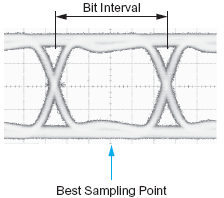 Bit Interval
Best Sampling Point